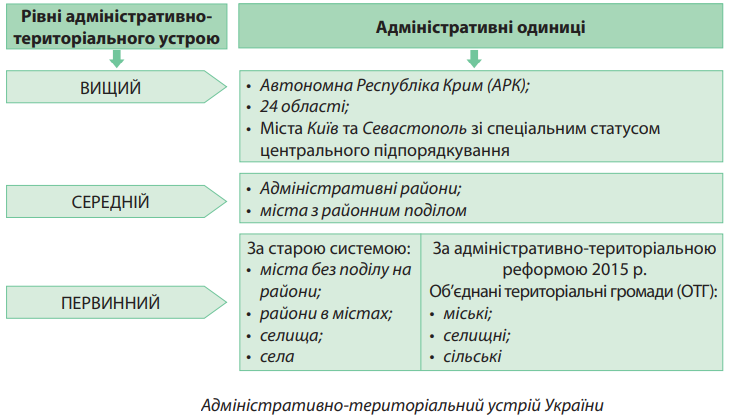 Рівні адміністративно-
територіального устрою
Адміністративні одиниці
ВИЩИЙ
• Автономна Республіка Крим (АРК);
• 24 області;
• Міста Київ та Севастополь зі спеціальним статусом
центрального підпорядкування
СЕРЕДНІЙ
• Адміністративні райони;
• міста з районним поділом
ПЕРВИННИЙ
За старою системою:
• міста без поділу на
райони;
• райони в містах;
• селища;
• села
За адміністративно-територіальною
реформою 2015 р.
Об’єднані територіальні громади (ОТГ):
• міські;
• селищні;
• сільські
Адміністративно-територіальний устрій України